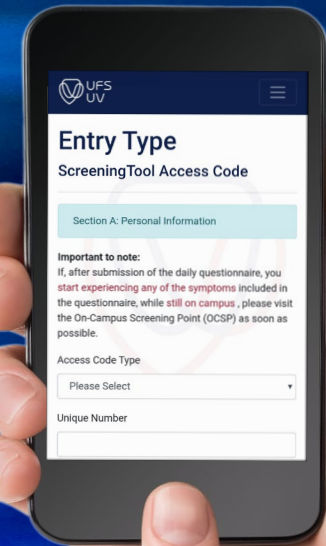 UFS
UV
Entry Type
ScreeningTool Access Code
Section A: Personal Information
Important to note:
If, after submission of the daily questionnaire, you
start experiencing any of the symptoms included in
the questionnaire, while still on campus , please visit
the On-Campus Screening Point (OCSP) as soon as
possible.
Access Code Type
Please Select
Unique Number